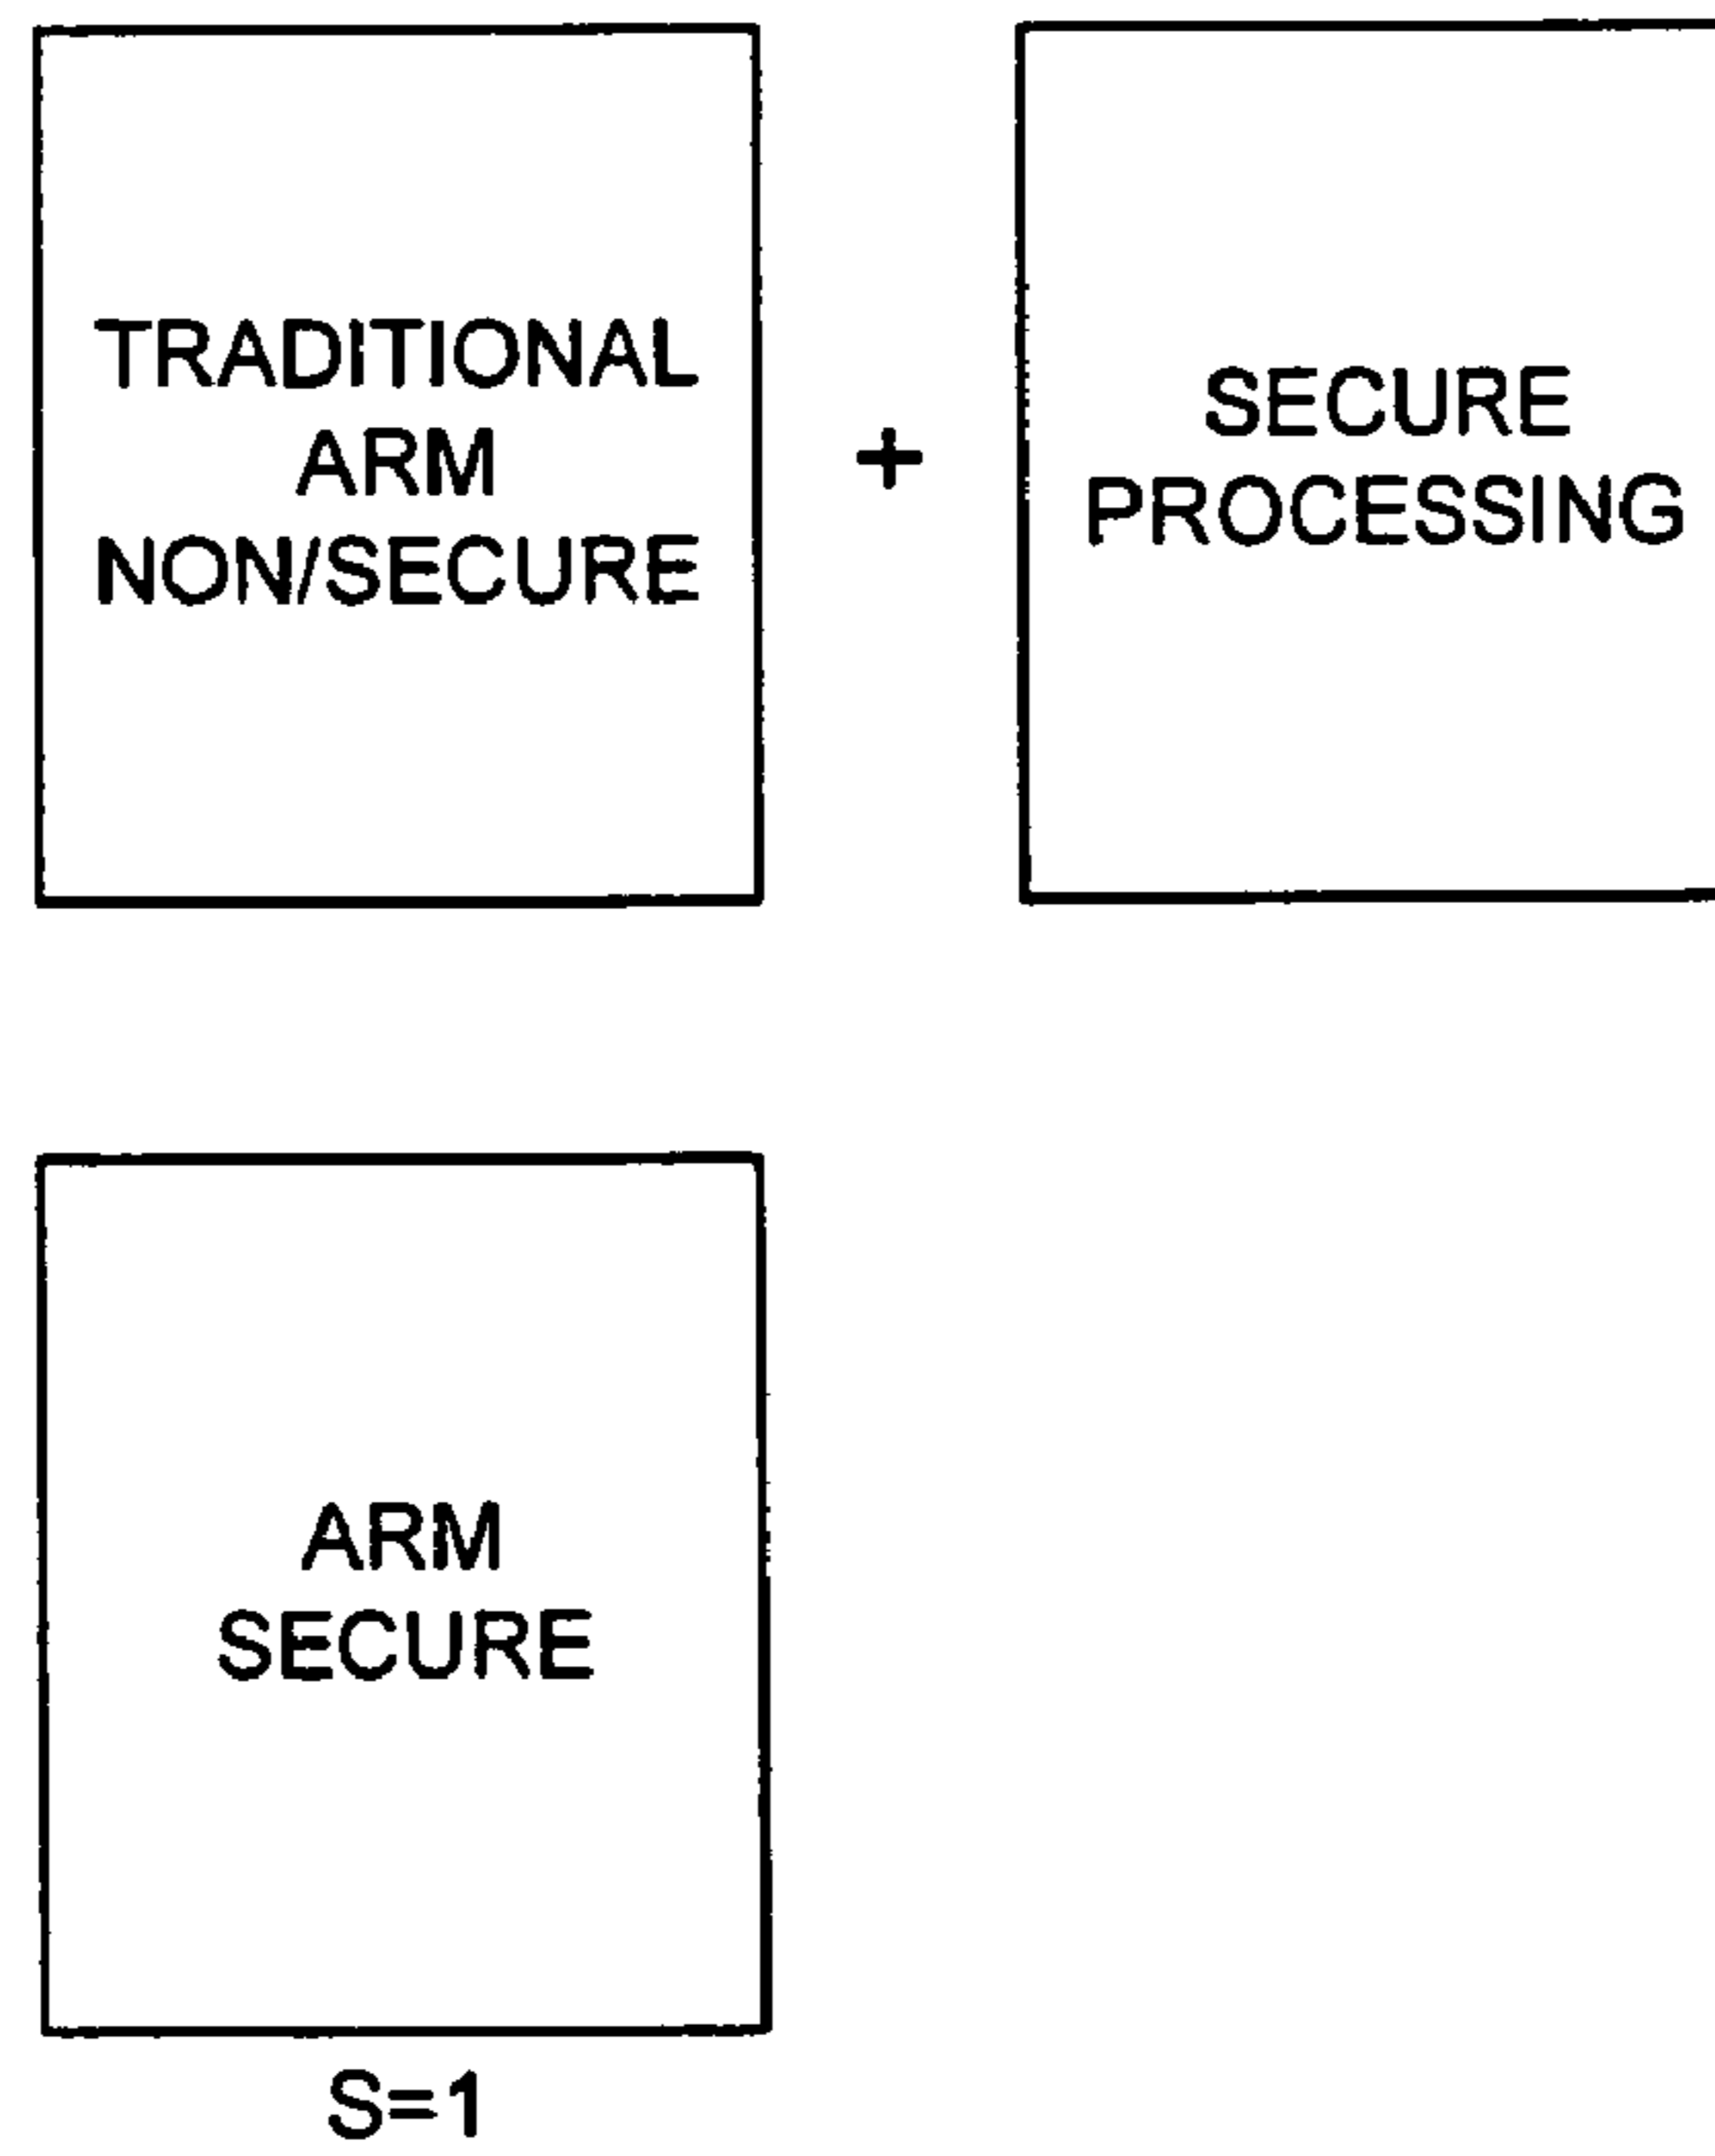 TRADITIONAL
ARM
NON/SECURE
+
SECURE
PROCESSING
ARM
SECURE
S=1